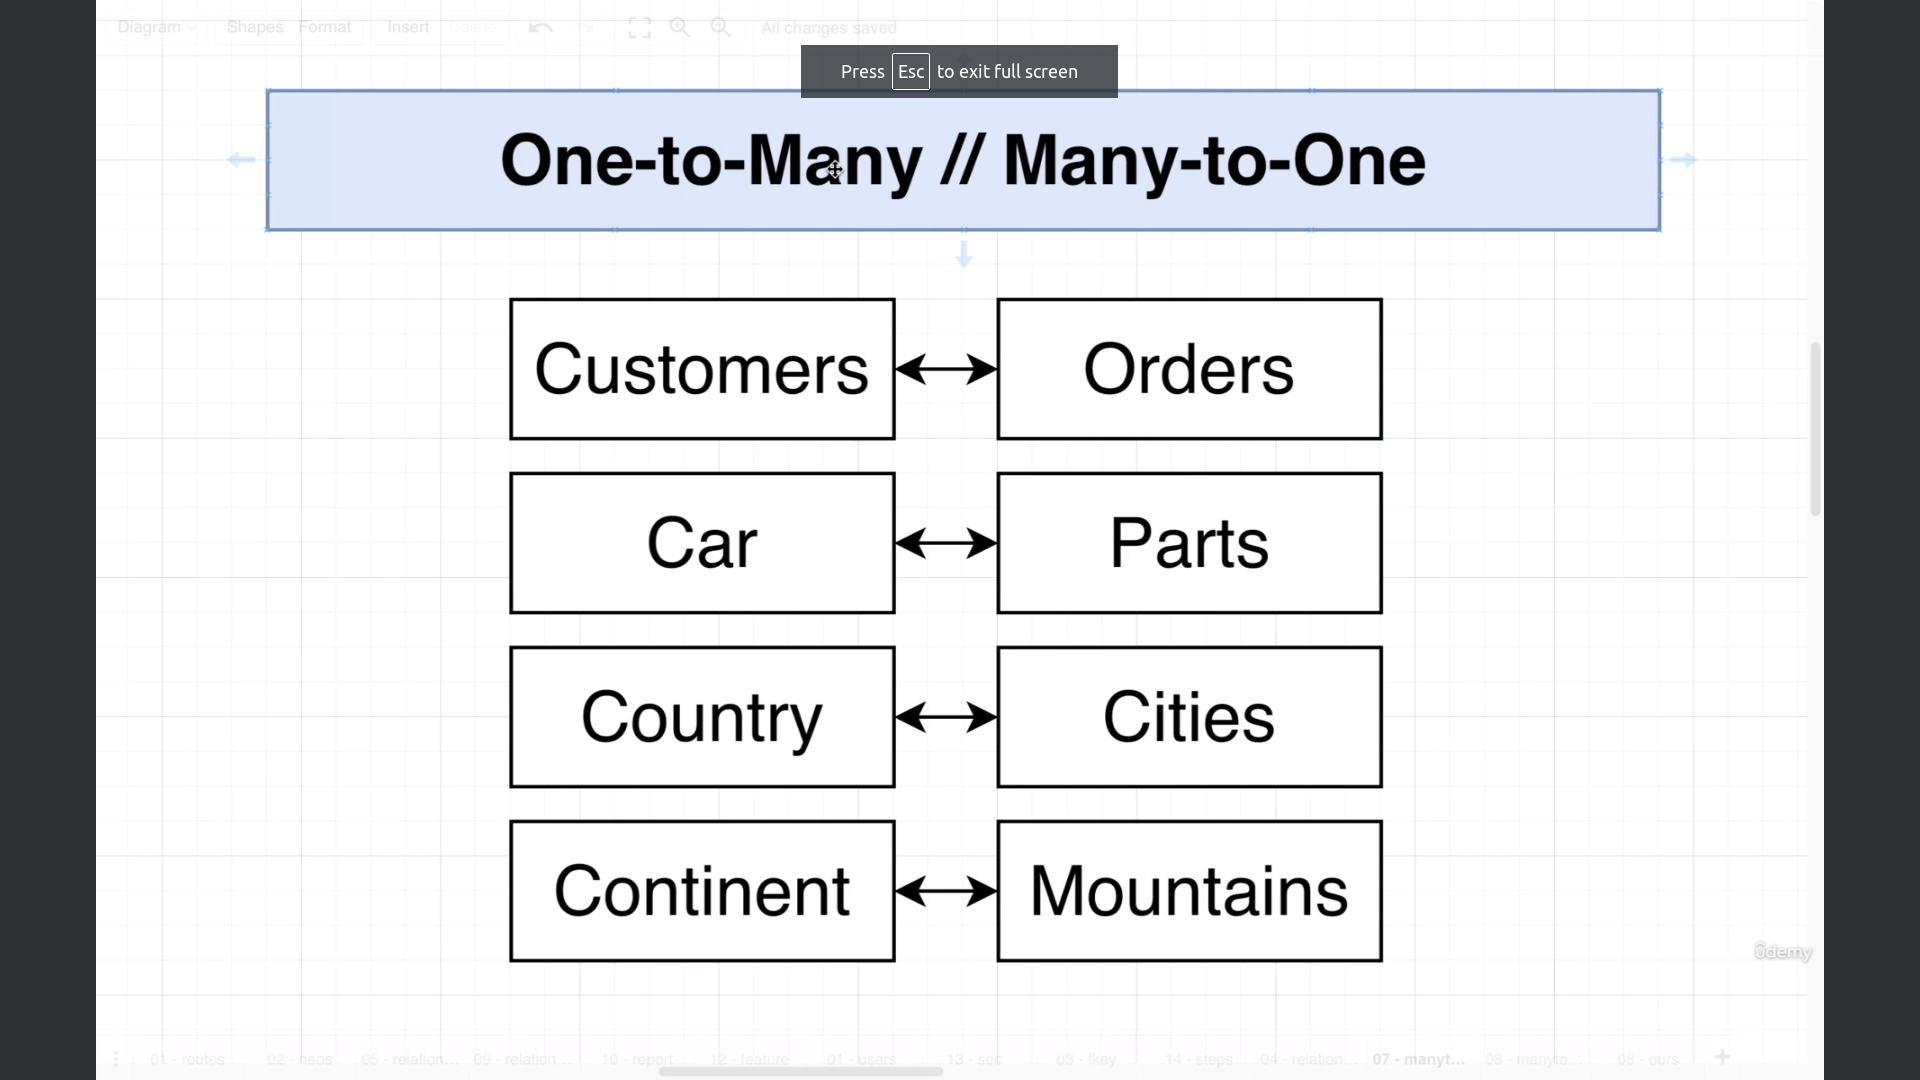 Diagram Shapes Format Insert Delete All changes saved
Press Esc to exit full screen
One-to-Many // Many-to-One
Customers Orders
Car Parts
Country Cities
Continent Mountains
ûdemy
01 - routes 02 - neds 05 - relation... 09 - relation... 10 - report 12 - feature 01 - users 13 - sec 03 - fkey 14 - steps 04 - relation... 07 - manyt... 08 - manyto... 08 - ours